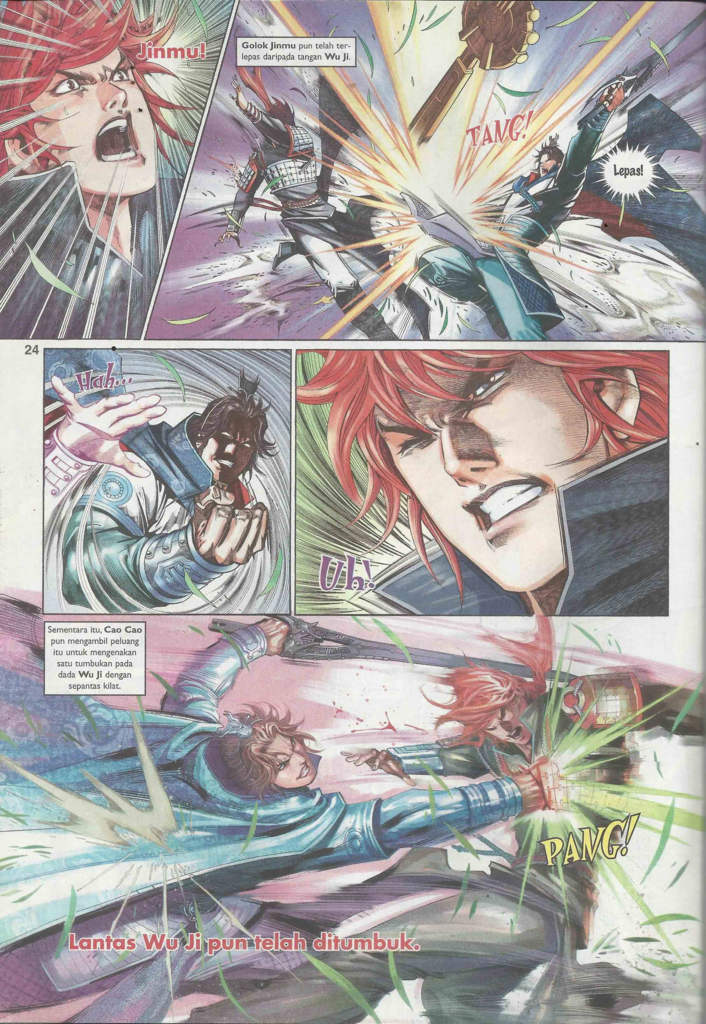 Jinmu!
Golok Jinmu pun telah ter-
lepas daripada tangan Wu Ji.
TANG!
Lepas!
24
Hah...
Uh!
Sementara itu, Cao Cao
pun mengambil peluang
itu untuk mengenakan
satu tumbukan pada
dada Wu Ji dengan
sepantas kilat.
PANG!
Lantas Wu Ji pun telah ditumbuk.